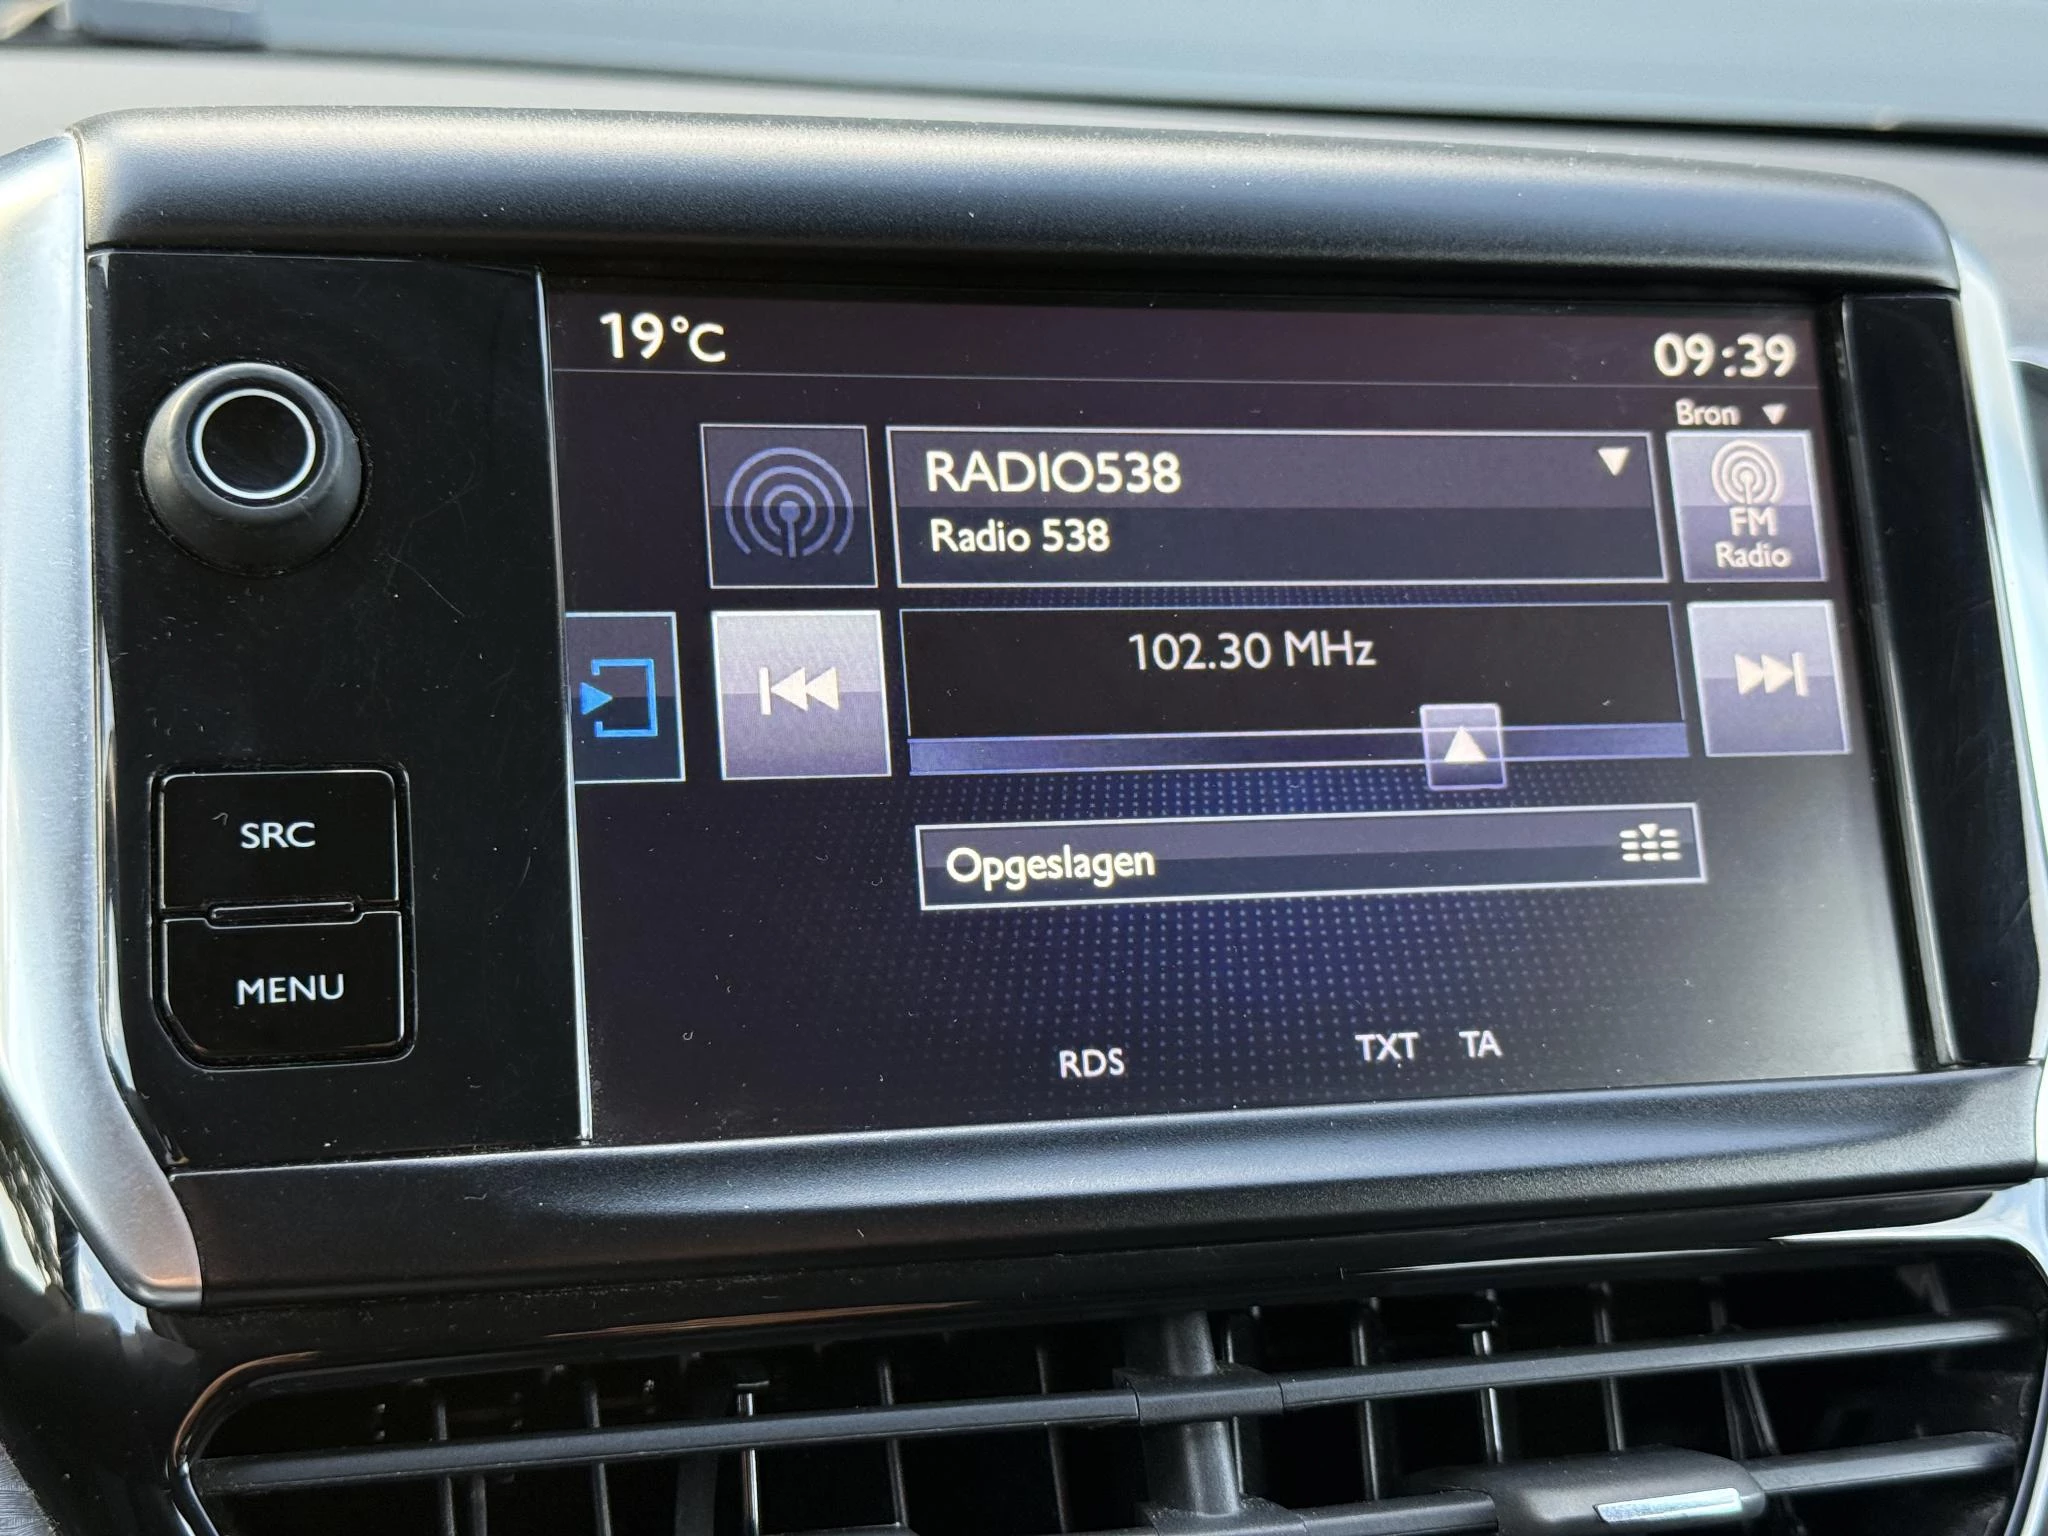 19°C
09:39
Bron
RADIO538
Radio 538
FM
Radio
102.30 MHz
SRC
Opgeslagen
MENU
RDS
TXT
TA